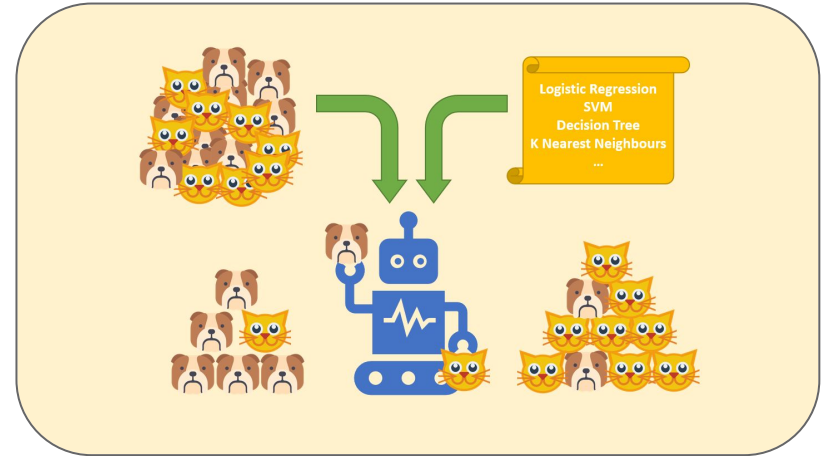 Logistic Regression
SVM
Decision Tree
K Nearest Neighbours
...